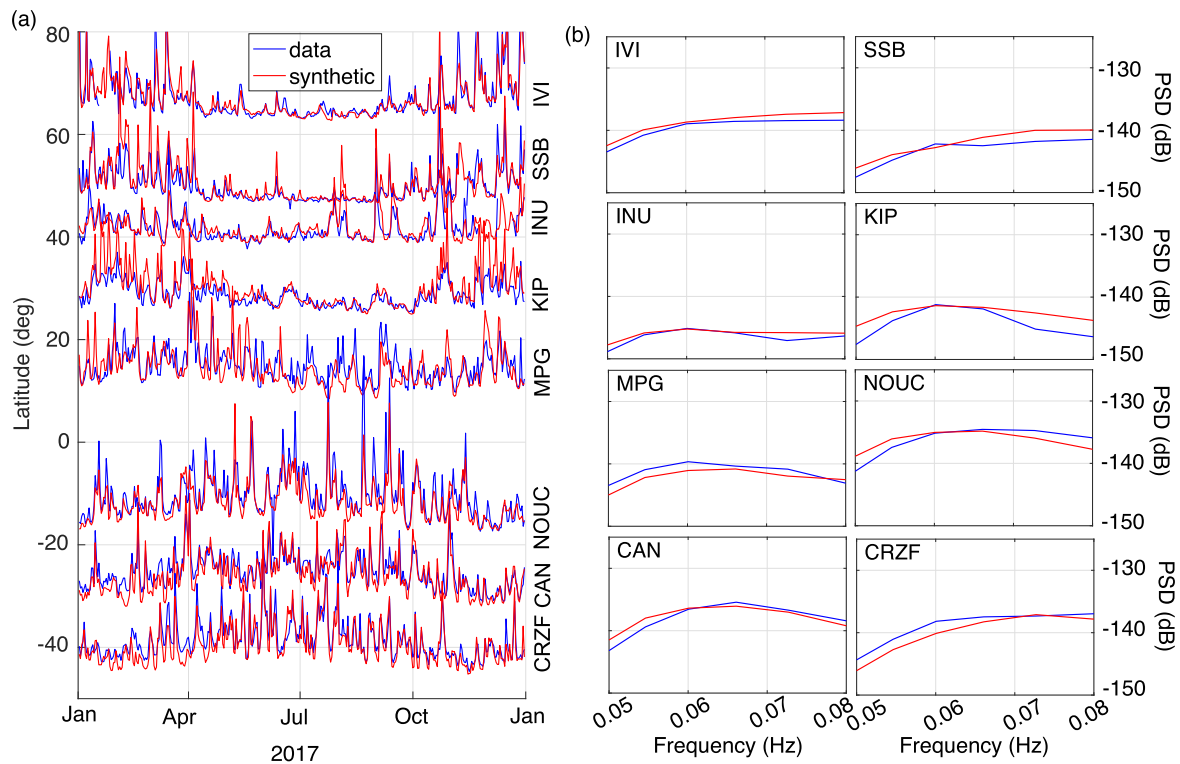 (a)
80
60
40
20
0
-20
-40
Latitude (deg)
data
synthetic
IVI
SSB
INU
KIP
MPG
NOUC
CAN
CRZF
Jan
Apr
Jul
Oct
Jan
2017
(b)
IVI
SSB
-130
-140
-150
PSD (dB)
INU
KIP
-130
-140
-150
PSD (dB)
MPG
NOUC
-130
-140
-150
PSD (dB)
CAN
CRZF
-130
-140
-150
PSD (dB)
0.05
0.06
0.07
0.08
Frequency (Hz)
0.05
0.06
0.07
0.08
Frequency (Hz)